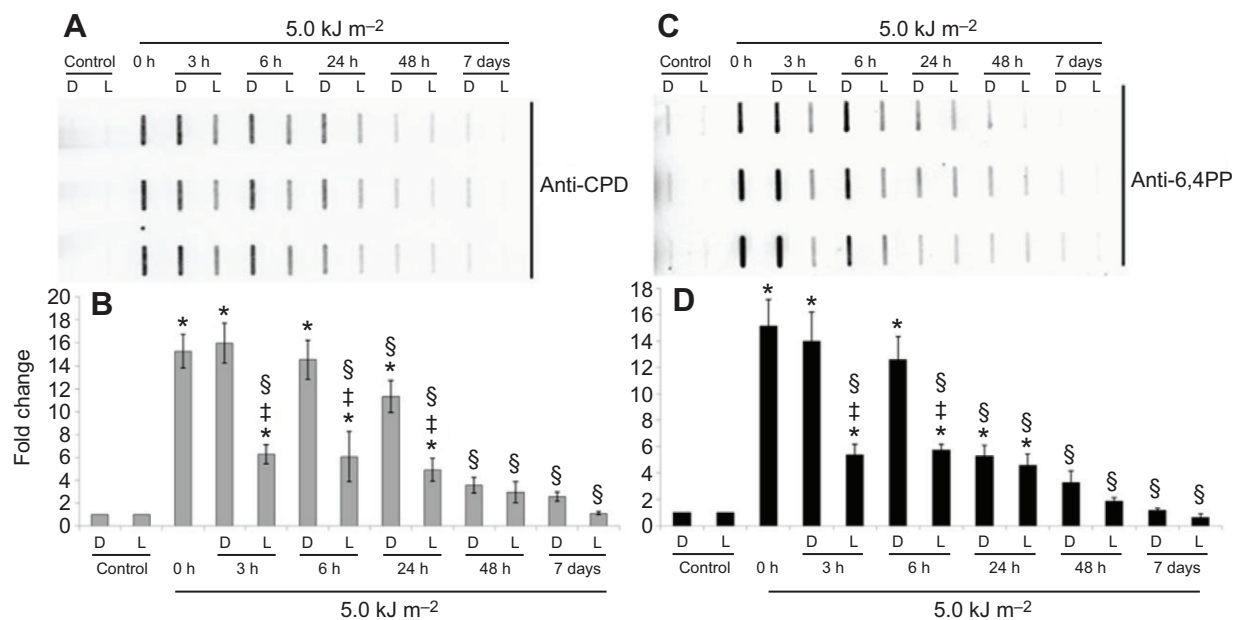 A
5.0 kJ m–2
Control 0 h 3 h 6 h 24 h 48 h 7 days
D L D L D L D L D L D L
Anti-CPD
C
5.0 kJ m–2
Control 0 h 3 h 6 h 24 h 48 h 7 days
D L D L D L D L D L D L
Anti-6,4PP
B
Fold change
20
18
16
14
12
10
8
6
4
2
0
* * § ‡ * * § ‡ * § * § ‡ * § § § §
D L D L D L D L D L D L
Control 0 h 3 h 6 h 24 h 48 h 7 days
5.0 kJ m–2
D
18
16
14
12
10
8
6
4
2
0
* * § ‡ * * § ‡ * § * § * § § § §
D L D L D L D L D L D L
Control 0 h 3 h 6 h 24 h 48 h 7 days
5.0 kJ m–2